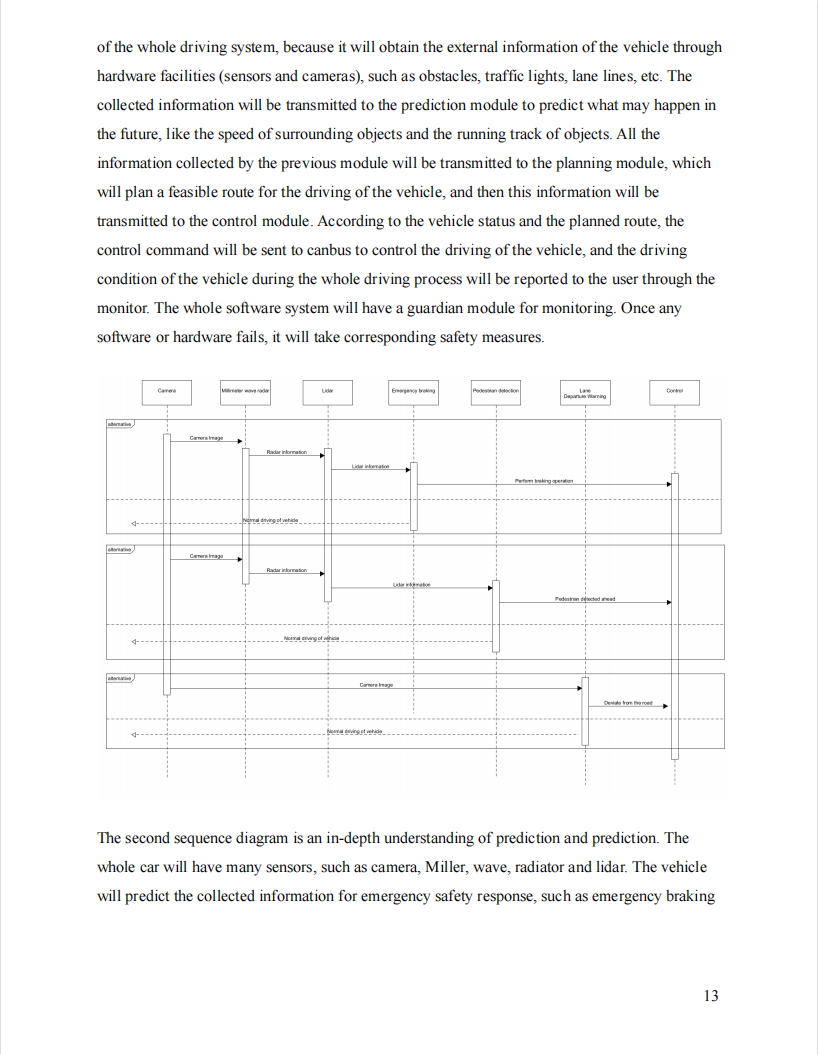 of the whole driving system, because it will obtain the external information of the vehicle through
hardware facilities (sensors and cameras), such as obstacles, traffic lights, lane lines, etc. The
collected information will be transmitted to the prediction module to predict what may happen in
the future, like the speed of surrounding objects and the running track of objects. All the
information collected by the previous module will be transmitted to the planning module, which
will plan a feasible route for the driving of the vehicle, and then this information will be
transmitted to the control module. According to the vehicle status and the planned route, the
control command will be sent to canbus to control the driving of the vehicle, and the driving
condition of the vehicle during the whole driving process will be reported to the user through the
monitor. The whole software system will have a guardian module for monitoring. Once any
software or hardware fails, it will take corresponding safety measures.
Camera
Millimeter wave radar
Lidar
Emergency braking
Pedestrian detection
Lane
Departure Warning
Control
alternative
Camera Image
Radar information
Lidar information
Perform braking operation
Normal driving of vehicle
alternative
Camera Image
Radar information
Lidar information
Pedestrian detected ahead
Normal driving of vehicle
alternative
Camera Image
Deviate from the road
Normal driving of vehicle
The second sequence diagram is an in-depth understanding of prediction and prediction. The
whole car will have many sensors, such as camera, Miller, wave, radiator and lidar. The vehicle
will predict the collected information for emergency safety response, such as emergency braking
13